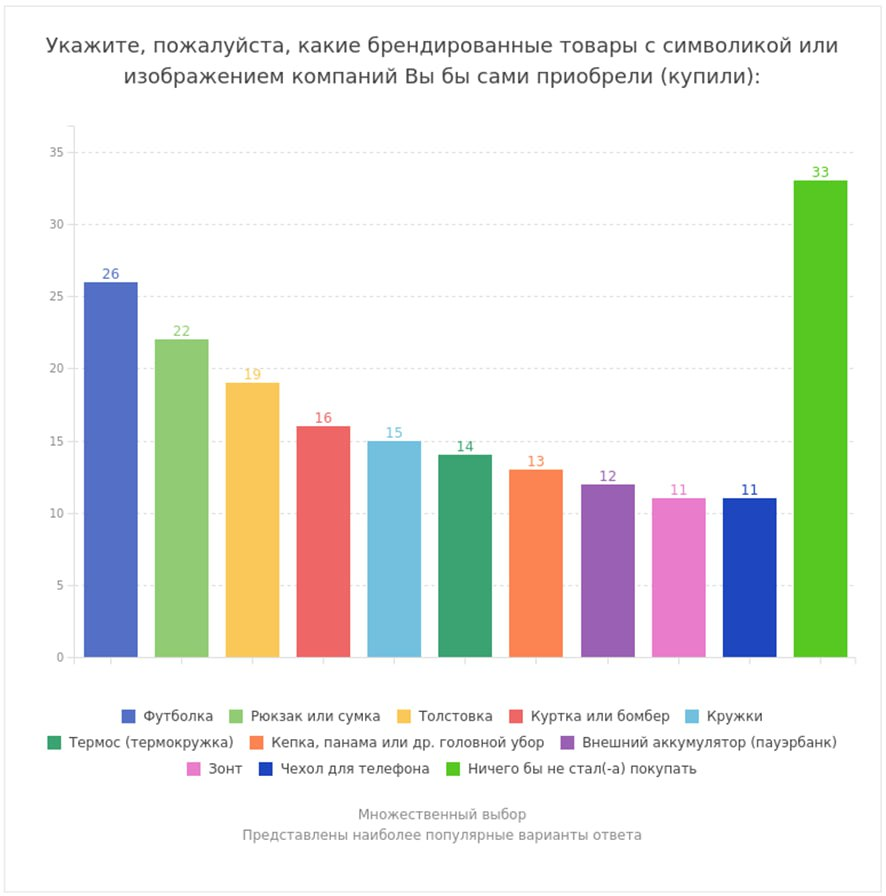 Укажите, пожалуйста, какие брендированные товары с символикой или
изображением компаний Вы бы сами приобрели (купили):
35
30
25
20
15
10
5
0
26
22
19
16
15
14
13
12
11
11
33
Футболка Рюкзак или сумка Толстовка Куртка или бомбер Кружки
Термос (термокружка) Кепка, панама или др. головной убор Внешний аккумулятор (пауэрбанк)
Зонт Чехол для телефона Ничего бы не стал(-а) покупать
Множественный выбор
Представлены наиболее популярные варианты ответа